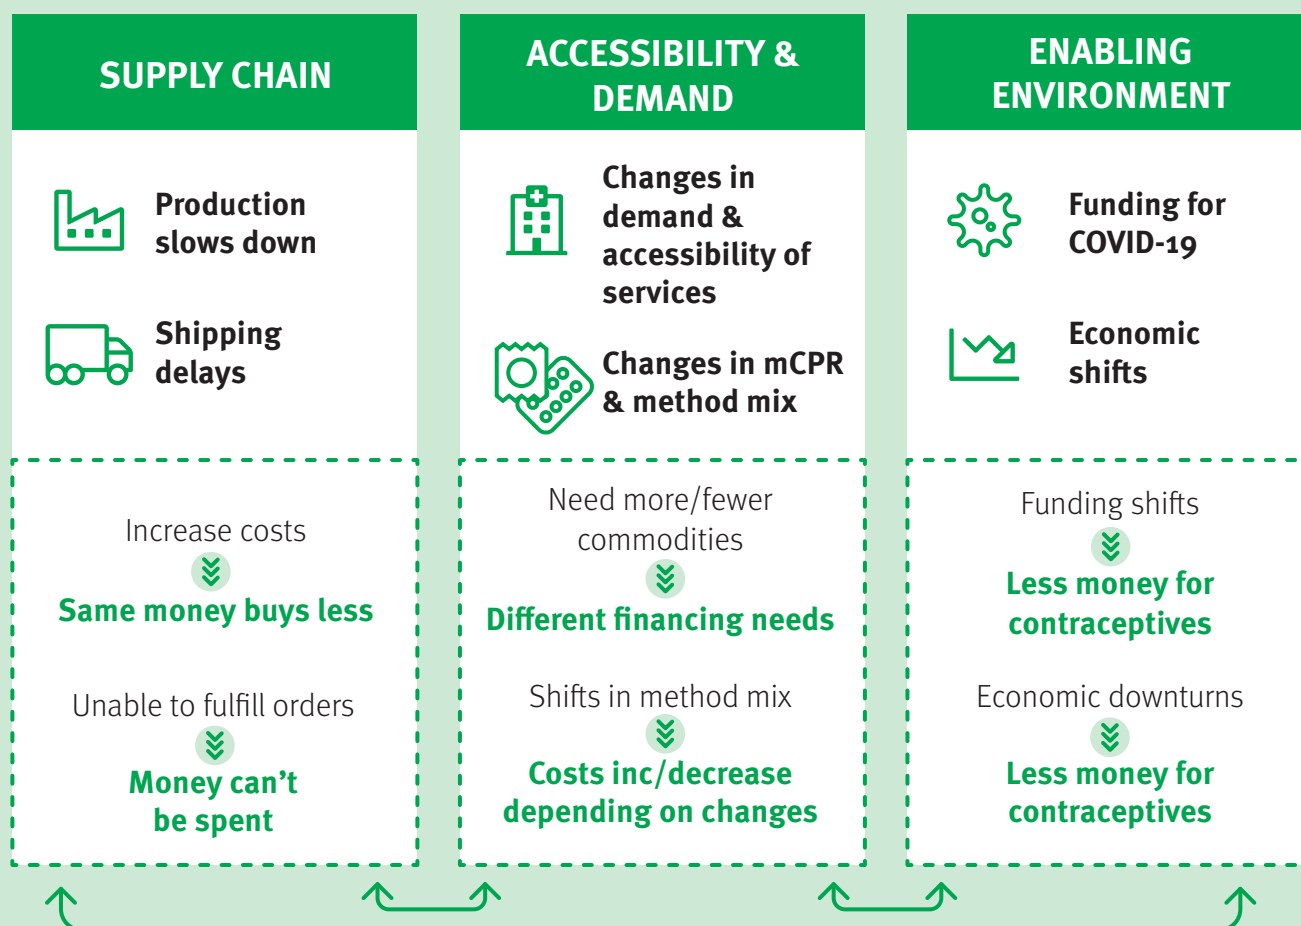 SUPPLY CHAIN
Production
slows down
Shipping
delays
Increase costs
Same money buys less
Unable to fulfill orders
Money can’t
be spent
ACCESSIBILITY &
DEMAND
Changes in
demand &
accessibility of
services
Changes in mCPR
& method mix
Need more/fewer
commodities
Different financing needs
Shifts in method mix
Costs inc/decrease
depending on changes
ENABLING
ENVIRONMENT
Funding for
COVID-19
Economic
shifts
Funding shifts
Less money for
contraceptives
Economic downturns
Less money for
contraceptives